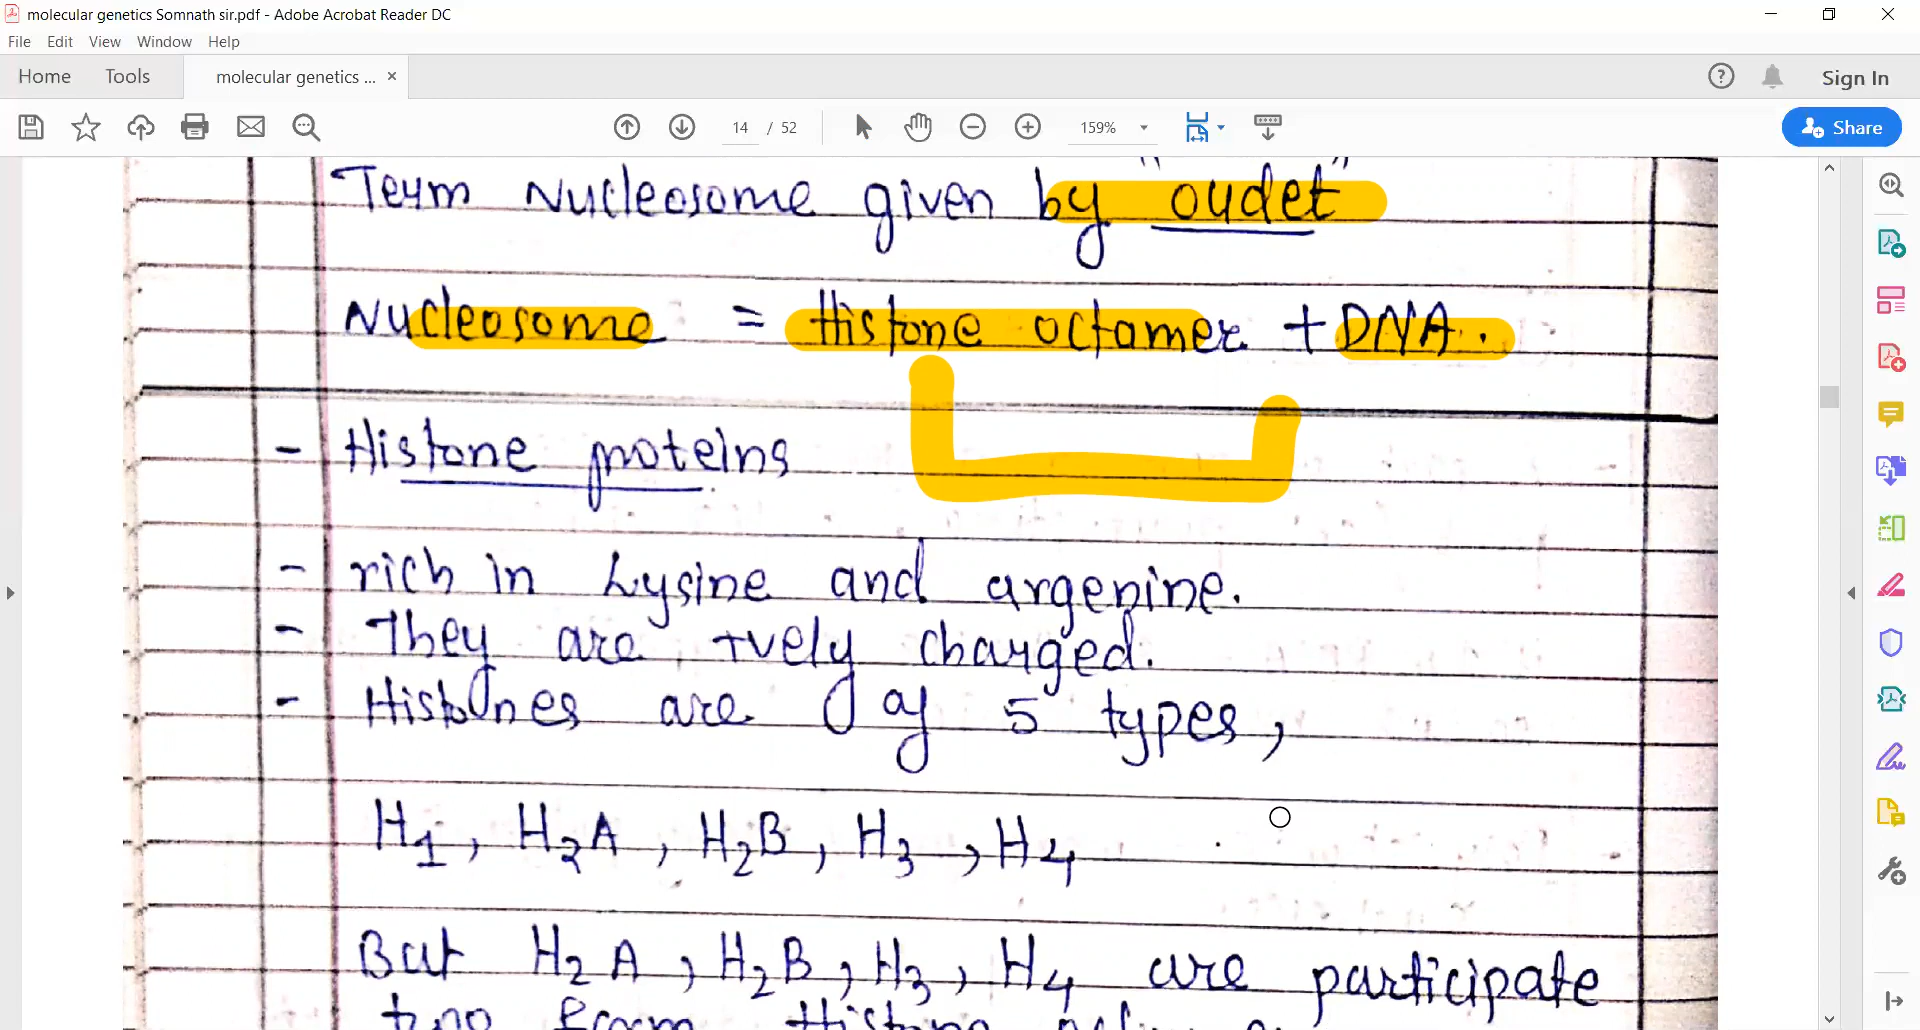 molecular genetics Somnath sir.pdf - Adobe Acrobat Reader DC
File Edit View Window Help
Home Tools molecular genetics ... × Sign In
14 / 52 159% Share
Term Nucleosome given by "oudet"
Nucleosome = Histone octamer + DNA.
- Histone proteins
- rich in Lysine and argenine.
- They are +vely charged.
- Histones are of 5 types,
H1, H2A, H2B, H3, H4
But H2A, H2B, H3, H4 are participate
form Histone